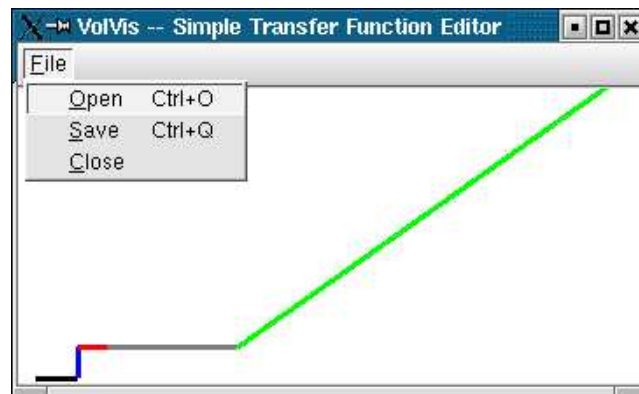 VolVis -- Simple Transfer Function Editor
File
Open Ctrl+O
Save Ctrl+Q
Close